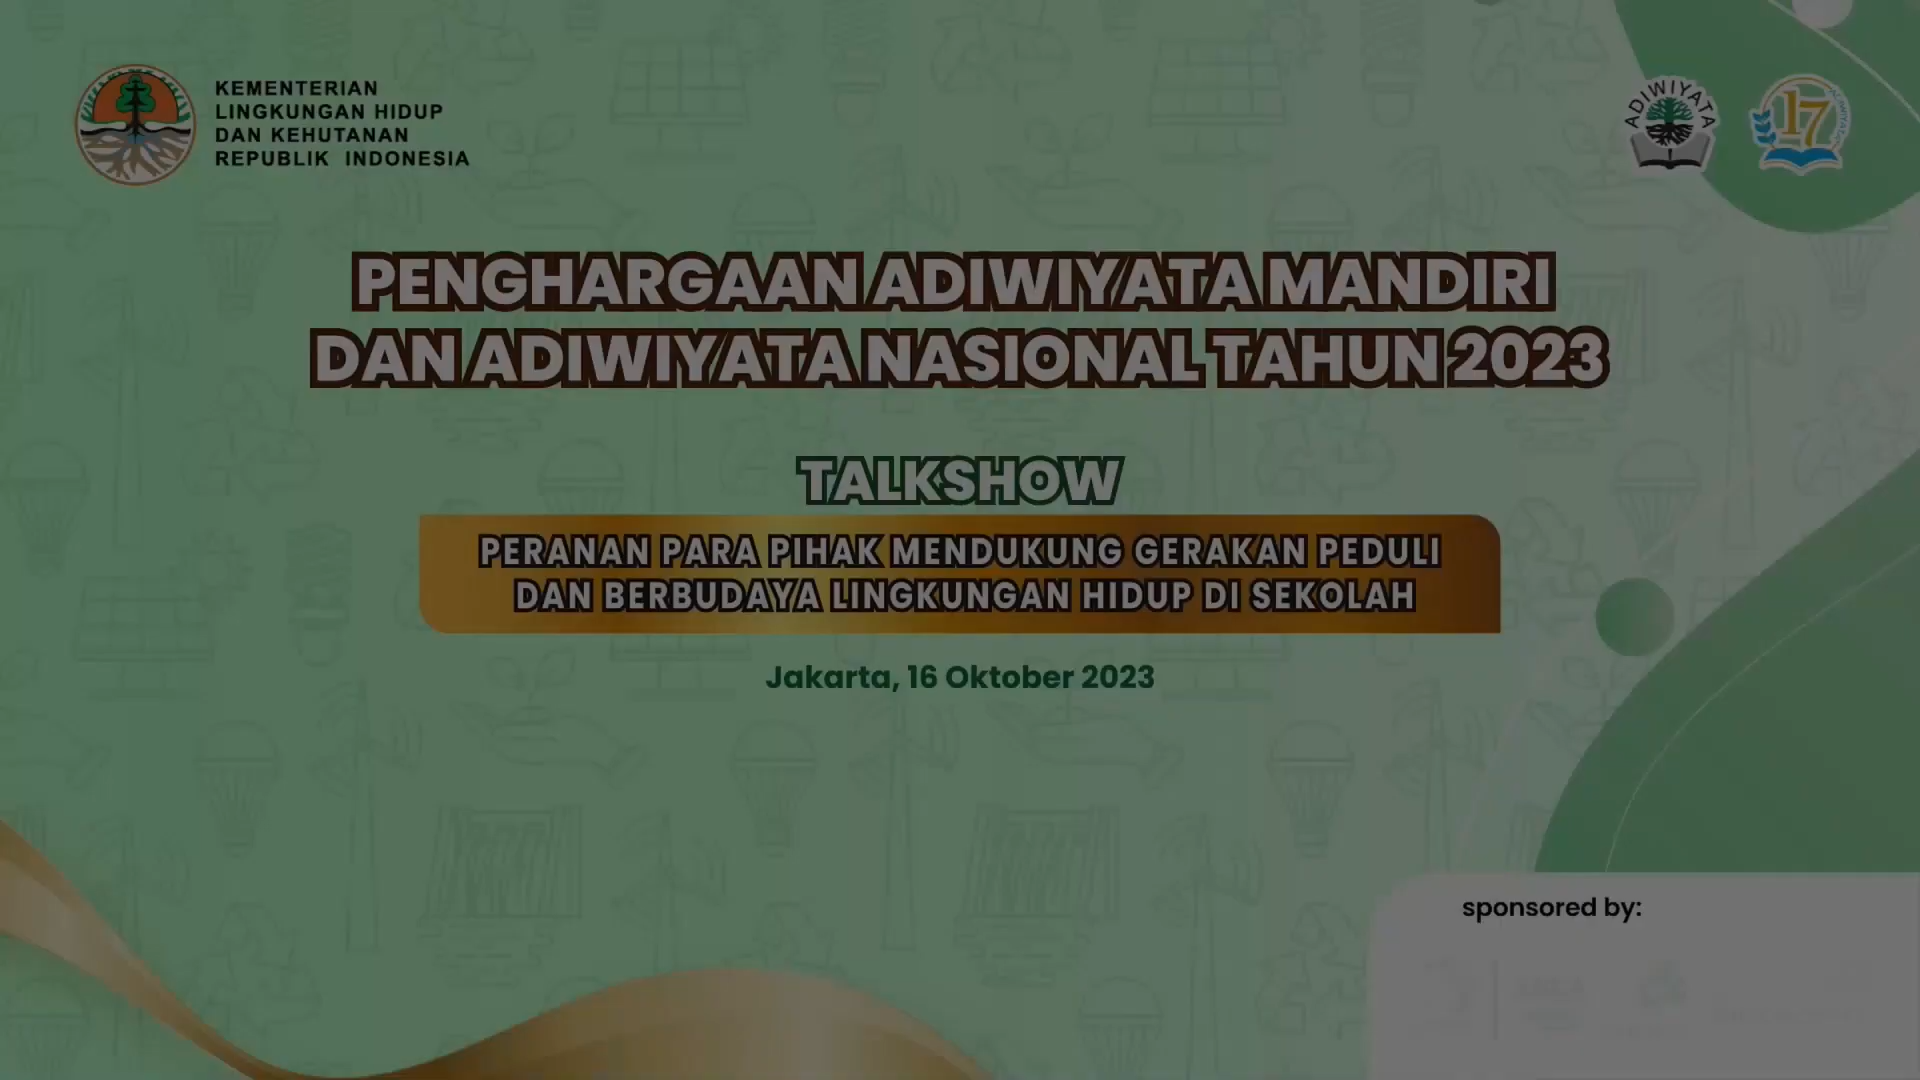 KEMENTERIAN
LINGKUNGAN HIDUP
DAN KEHUTANAN
REPUBLIK INDONESIA
ADIWIYATA
17
PENGHARGAAN ADIWIYATA MANDIRI
DAN ADIWIYATA NASIONAL TAHUN 2023
TALKSHOW
PERANAN PARA PIHAK MENDUKUNG GERAKAN PEDULI
DAN BERBUDAYA LINGKUNGAN HIDUP DI SEKOLAH
Jakarta, 16 Oktober 2023
sponsored by: